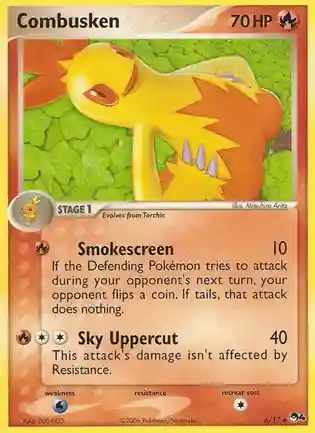 Combusken 70 HP
Illus. Mitsuhiro Arita
STAGE 1
Evolves from Torchic
Smokescreen 10
If the Defending Pokémon tries to attack
during your opponent's next turn, your
opponent flips a coin. If tails, that attack
does nothing.
Sky Uppercut 40
This attack's damage isn't affected by
Resistance.
weakness resistance retreat cost
©2006 Pokémon/Nintendo 6/17